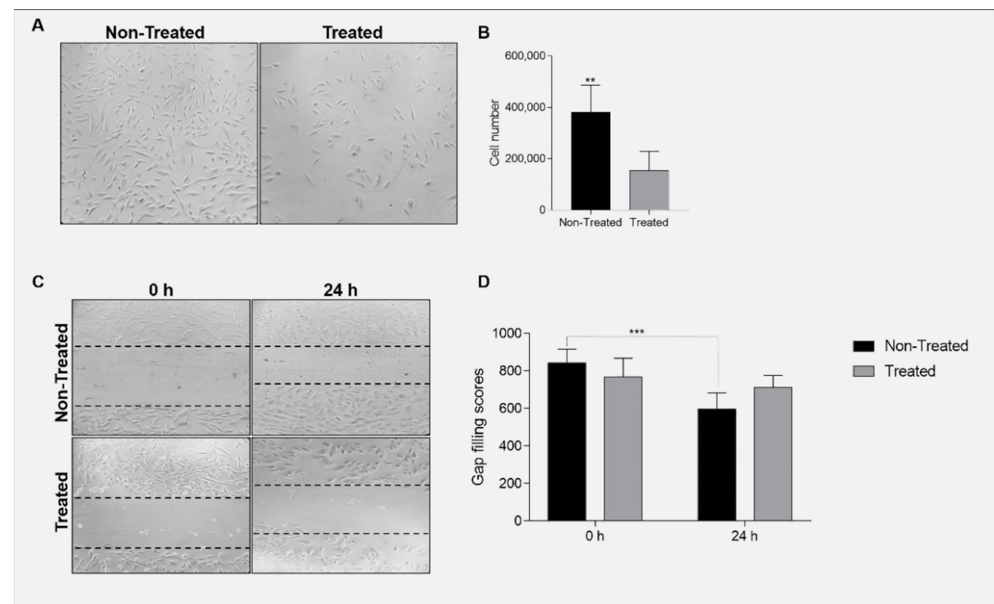 A
Non-Treated Treated
B
600,000
400,000
200,000
0
Cell number
**
Non-Treated Treated
C
0 h 24 h
Non-Treated
Treated
D
1000
800
600
400
200
0
Gap filling scores
***
0 h 24 h
Non-Treated
Treated